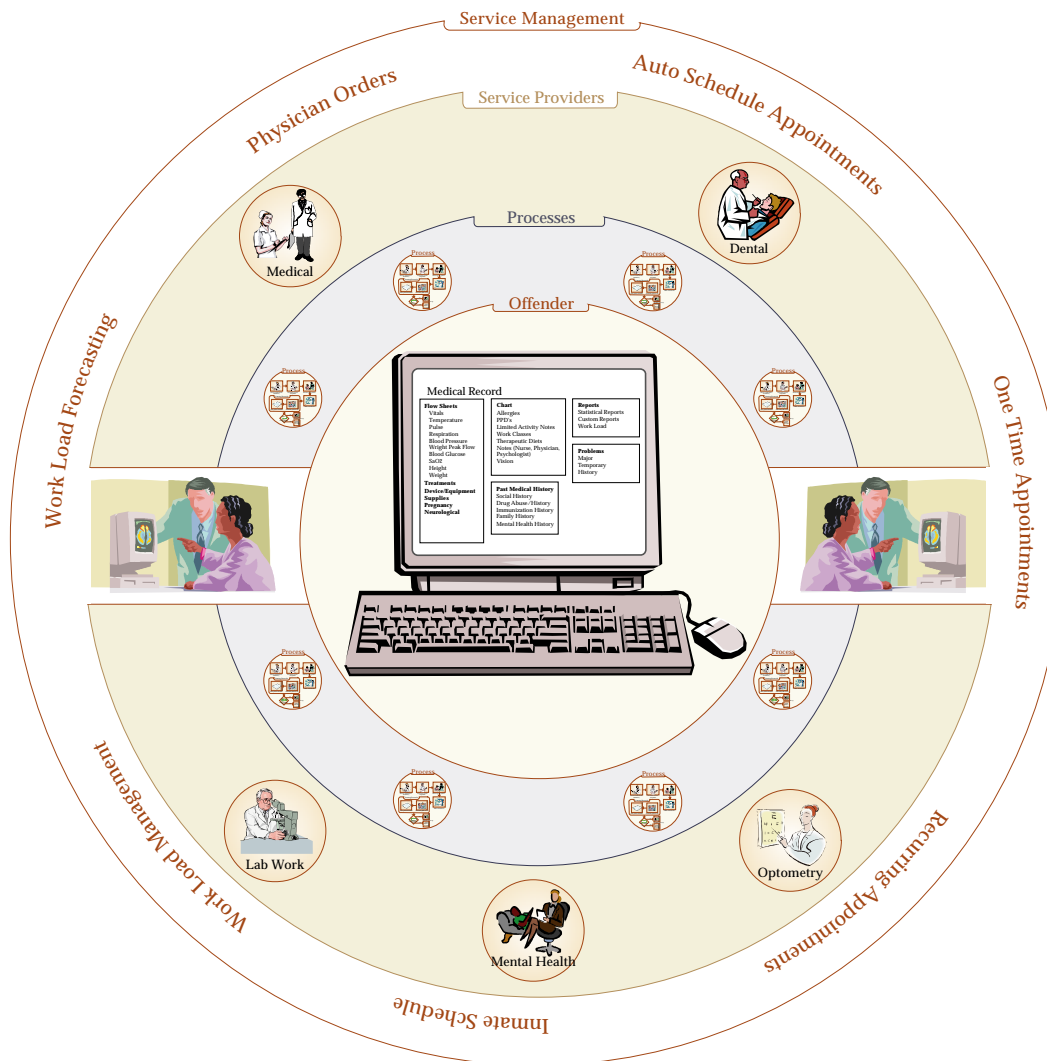 Service Management
Physician Orders
Auto Schedule Appointments
Service Providers
Medical
Dental
Processes
Process
Process
Offender
Process
Process
Work Load Forecasting
One Time Appointments
Medical Record
Flow Sheets
Vitals
Temperature
Pulse
Respiration
Blood Pressure
Wright Peak Flow
Blood Glucose
SaO²
Height
Weight
Treatments
Device/Equipment
Supplies
Pregnancy
Neurological
Chart
Allergies
PPD's
Limited Activity Notes
Work Classes
Therapeutic Diets
Notes (Nurse, Physician,
Psychologist)
Vision
Past Medical History
Social History
Drug Abuse/History
Immunization History
Family History
Mental Health History
Reports
Statistical Reports
Custom Reports
Work Load
Problems
Major
Temporary
History
Process
Process
Process
Process
Work Load Management
Lab Work
Optometry
Recurring Appointments
Mental Health
Inmate Schedule